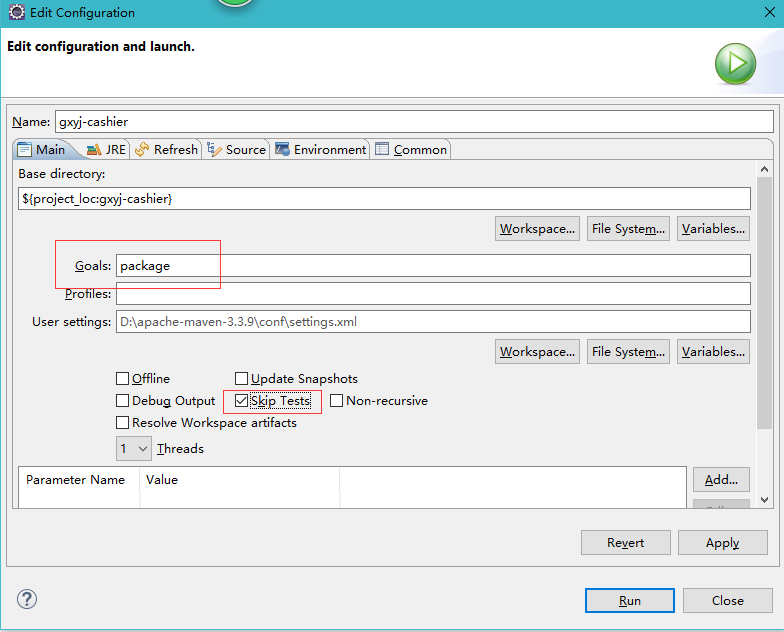 Edit Configuration
Edit configuration and launch.
Name: gxyj-cashier
Main JRE Refresh Source Environment Common
Base directory:
${project_loc:gxyj-cashier}
Workspace... File System... Variables...
Goals: package
Profiles:
User settings: D:\apache-maven-3.3.9\conf\settings.xml
Workspace... File System... Variables...
Offline Update Snapshots
Debug Output Skip Tests Non-recursive
Resolve Workspace artifacts
1 Threads
Parameter Name Value Add...
Revert Apply
? Run Close